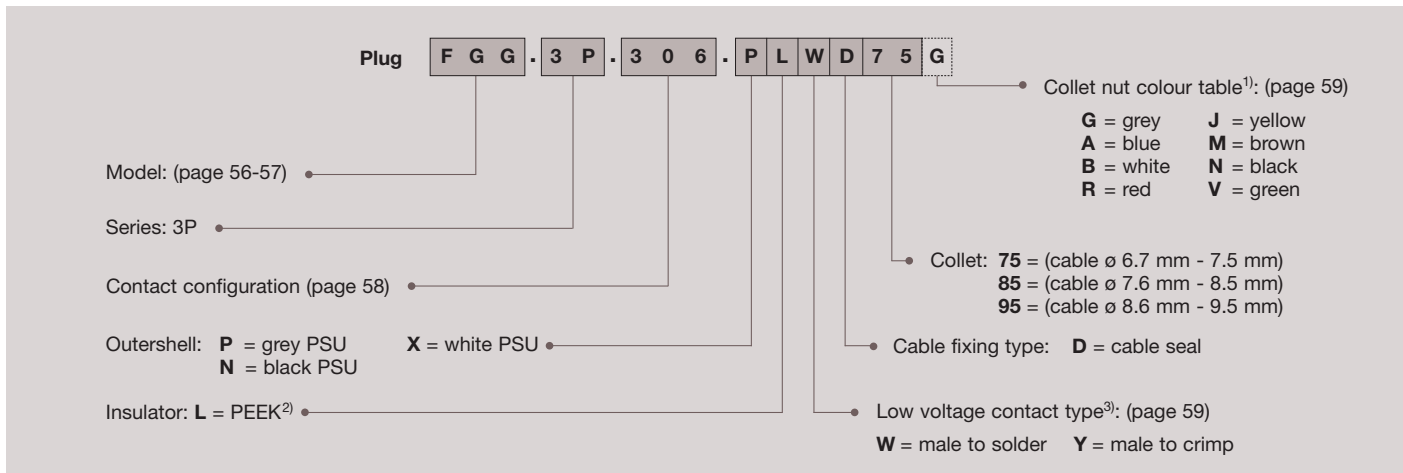 Plug F G G . 3 P . 3 0 6 . P L W D 7 5 G
Collet nut colour table1): (page 59)
G = grey J = yellow
A = blue M = brown
B = white N = black
R = red V = green
Model: (page 56-57)
Series: 3P
Collet: 75 = (cable ø 6.7 mm - 7.5 mm)
85 = (cable ø 7.6 mm - 8.5 mm)
95 = (cable ø 8.6 mm - 9.5 mm)
Contact configuration (page 58)
Outershell: P = grey PSU X = white PSU
N = black PSU
Cable fixing type: D = cable seal
Insulator: L = PEEK2)
Low voltage contact type3): (page 59)
W = male to solder Y = male to crimp